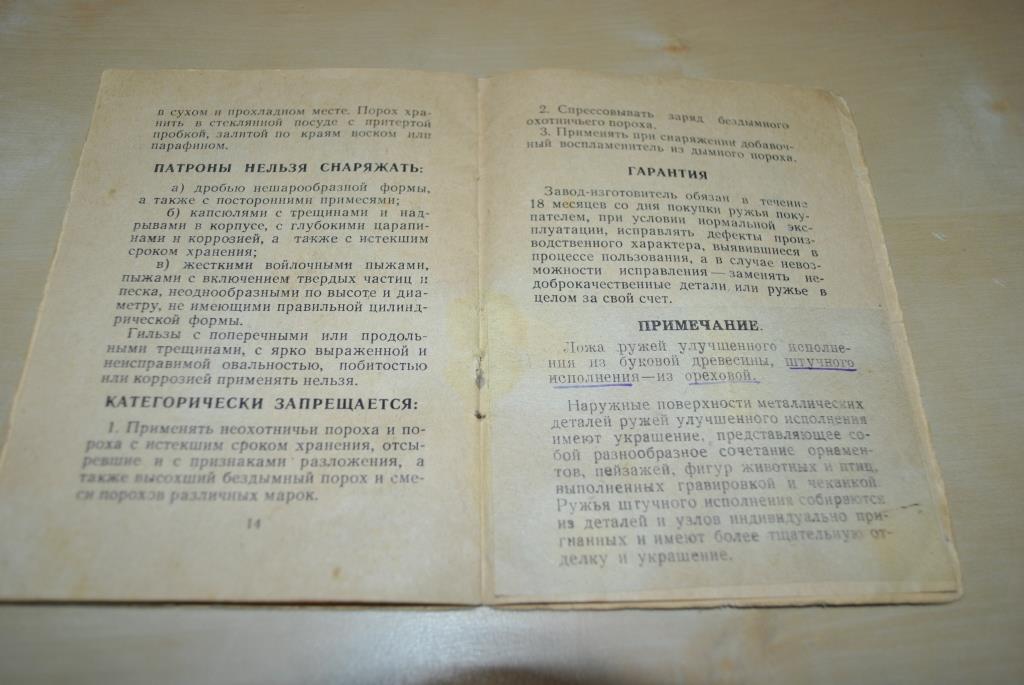 в сухом и прохладном месте. Порох хра-
нить в стеклянной посуде с притертой
пробкой, залитой по краям воском или
парафином.
ПАТРОНЫ НЕЛЬЗЯ СНАРЯЖАТЬ:
а) дробью нешарообразной формы,
а также с посторонними примесями;
б) капсюлями с трещинами и над-
рывами в корпусе, с глубокими царапи-
нами и коррозией, а также с истекшим
сроком хранения;
в) жесткими войлочными пыжами,
пыжами с включением твердых частиц и
песка, неоднообразными по высоте и диа-
метру, не имеющими правильной цилинд-
рической формы.
Гильзы с поперечными или продоль-
ными трещинами, с ярко выраженной и
неисправимой овальностью, побитостью
или коррозией применять нельзя.
КАТЕГОРИЧЕСКИ ЗАПРЕЩАЕТСЯ:
1. Применять неохотничьи пороха и по-
роха с истекшим сроком хранения, отсы-
ревшие и с признаками разложения, а
также высохший бездымный порох и сме-
си порохов различных марок.
14
2. Спрессовывать заряд бездымного
охотничьего пороха.
3. Применять при снаряжении добавоч-
ный воспламенитель из дымного пороха.
ГАРАНТИЯ
Завод-изготовитель обязан в течение
18 месяцев со дня покупки ружья поку-
пателем, при условии нормальной экс-
плуатации, исправлять дефекты произ-
водственного характера, выявившиеся в
процессе пользования, а в случае невоз-
можности исправления — заменять не-
доброкачественные детали или ружье в
целом за свой счет.
ПРИМЕЧАНИЕ.
Ложа ружей улучшенного исполне-
ния из буковой древесины, штучного
исполнения—из ореховой.
Наружные поверхности металлических
деталей ружей улучшенного исполнения
имеют украшение, представляющее со-
бой разнообразное сочетание орнамен-
тов, пейзажей, фигур животных и птиц,
выполненных гравировкой и чеканкой.
Ружья штучного исполнения собираются
из деталей и узлов индивидуально при-
гнанных и имеют более тщательную от-
делку и украшение.